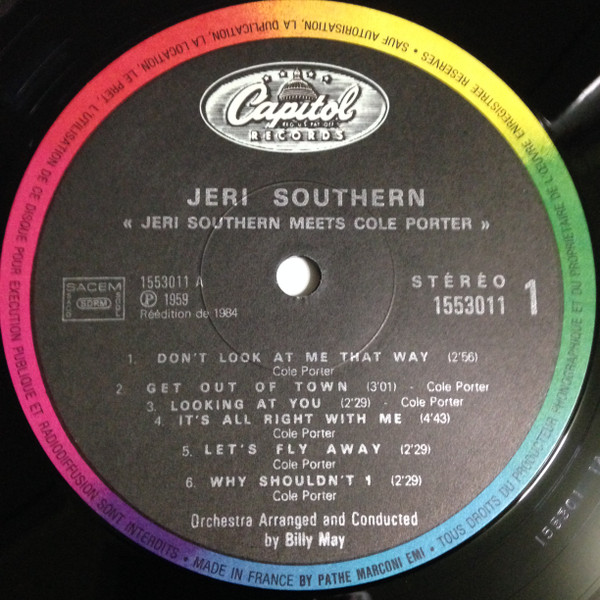 Capitol
REG. U.S. PAT. OFF.
RECORDS
JERI SOUTHERN
« JERI SOUTHERN MEETS COLE PORTER »
SACEM
SDRM
1553011 A
Ⓟ 1959
Réédition de 1984
STÉRÉO
1553011 1
1. DON'T LOOK AT ME THAT WAY (2'56)
Cole Porter
2. GET OUT OF TOWN (3'01) - Cole Porter
3. LOOKING AT YOU (2'29) - Cole Porter
4. IT'S ALL RIGHT WITH ME (4'43)
Cole Porter
5. LET'S FLY AWAY (2'29)
Cole Porter
6. WHY SHOULDN'T 1 (2'29)
Cole Porter
Orchestra Arranged and Conducted
by Billy May
• TOUS DROITS DU PRODUCTEUR PHONOGRAPHIQUE ET DU PROPRIETAIRE DE L'ŒUVRE ENREGISTREE RESERVES • SAUF AUTORISATION, LA DUPLICATION, LA LOCATION, LE PRET, L'UTILISATION DE CE DISQUE POUR EXECUTION PUBLIQUE ET RADIODIFFUSION SONT INTERDITS •
MADE IN FRANCE BY PATHE MARCONI EMI